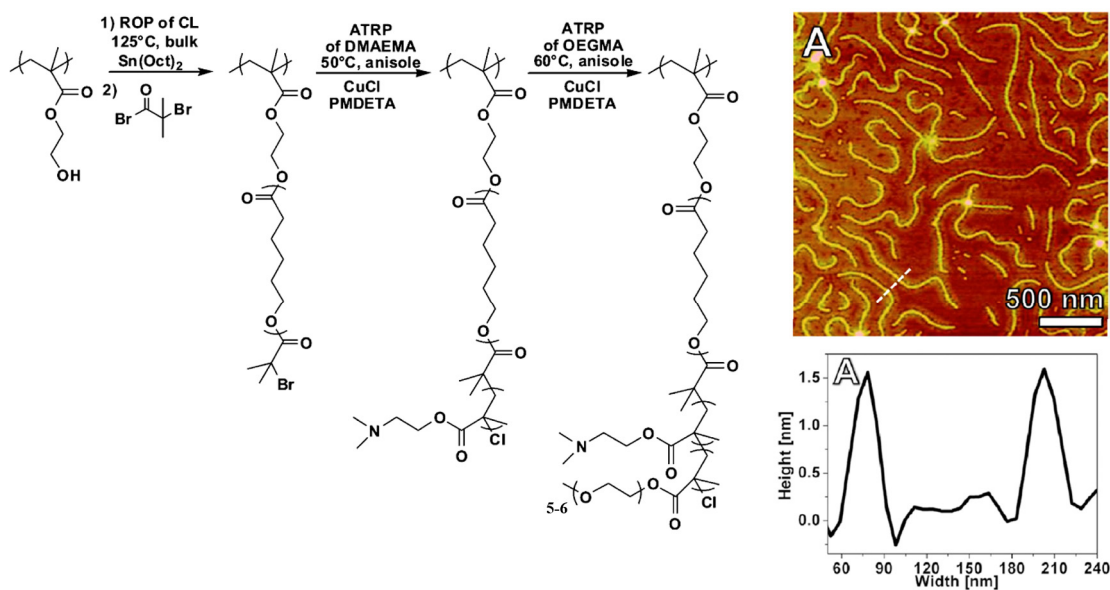 1) ROP of CL
125°C, bulk
Sn(Oct)2
2)
O
Br
Br
ATRP
of DMAEMA
50°C, anisole
CuCl
PMDETA
ATRP
of OEGMA
60°C, anisole
CuCl
PMDETA
O
O
OH
O
O
O
O
O
O
Br
O
O
O
O
O
O
N
O
O
Cl
O
O
O
O
O
O
N
O
O
5-6
O
O
O
Cl
A
500 nm
A
Height [nm]
1.5
1.0
0.5
0.0
60 90 120 150 180 210 240
Width [nm]